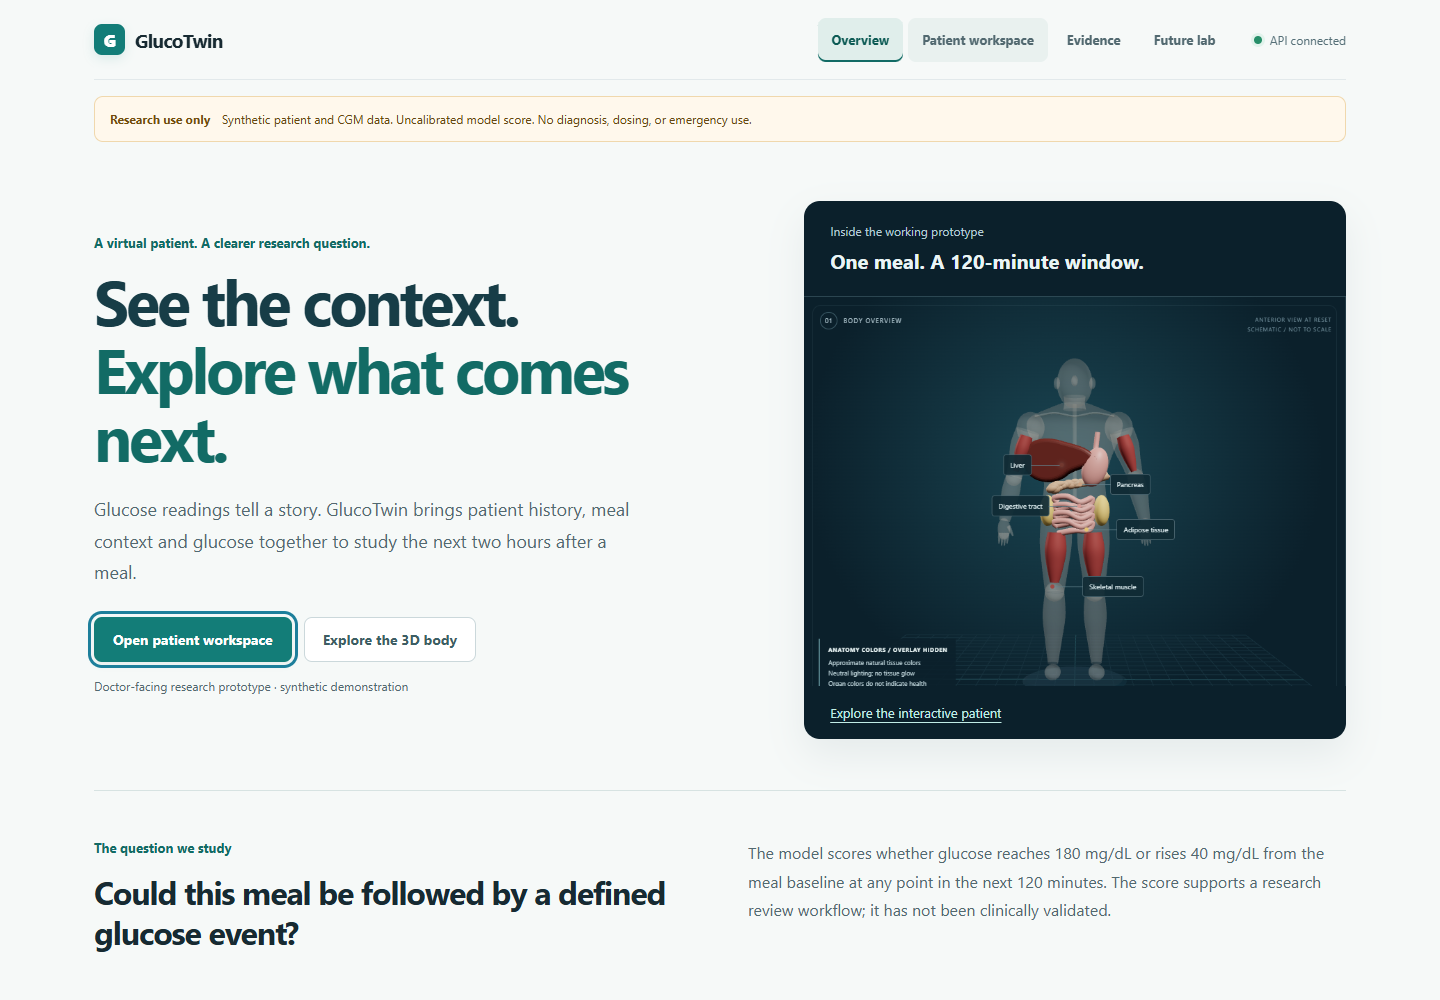 G GlucoTwin
Overview Patient workspace Evidence Future lab API connected
Research use only Synthetic patient and CGM data. Uncalibrated model score. No diagnosis, dosing, or emergency use.
A virtual patient. A clearer research question.
See the context.
Explore what comes
next.
Glucose readings tell a story. GlucoTwin brings patient history, meal
context and glucose together to study the next two hours after a
meal.
Open patient workspace Explore the 3D body
Doctor-facing research prototype · synthetic demonstration
Inside the working prototype
One meal. A 120-minute window.
01 BODY OVERVIEW
ANTERIOR VIEW AT RESET
SCHEMATIC / NOT TO SCALE
Liver
Pancreas
Digestive tract
Adipose tissue
Skeletal muscle
ANATOMY COLORS / OVERLAY HIDDEN
Approximate natural tissue colors
Neutral lighting; no tissue glow
Organ colors do not indicate health
Explore the interactive patient
The question we study
Could this meal be followed by a defined
glucose event?
The model scores whether glucose reaches 180 mg/dL or rises 40 mg/dL from the
meal baseline at any point in the next 120 minutes. The score supports a research
review workflow; it has not been clinically validated.